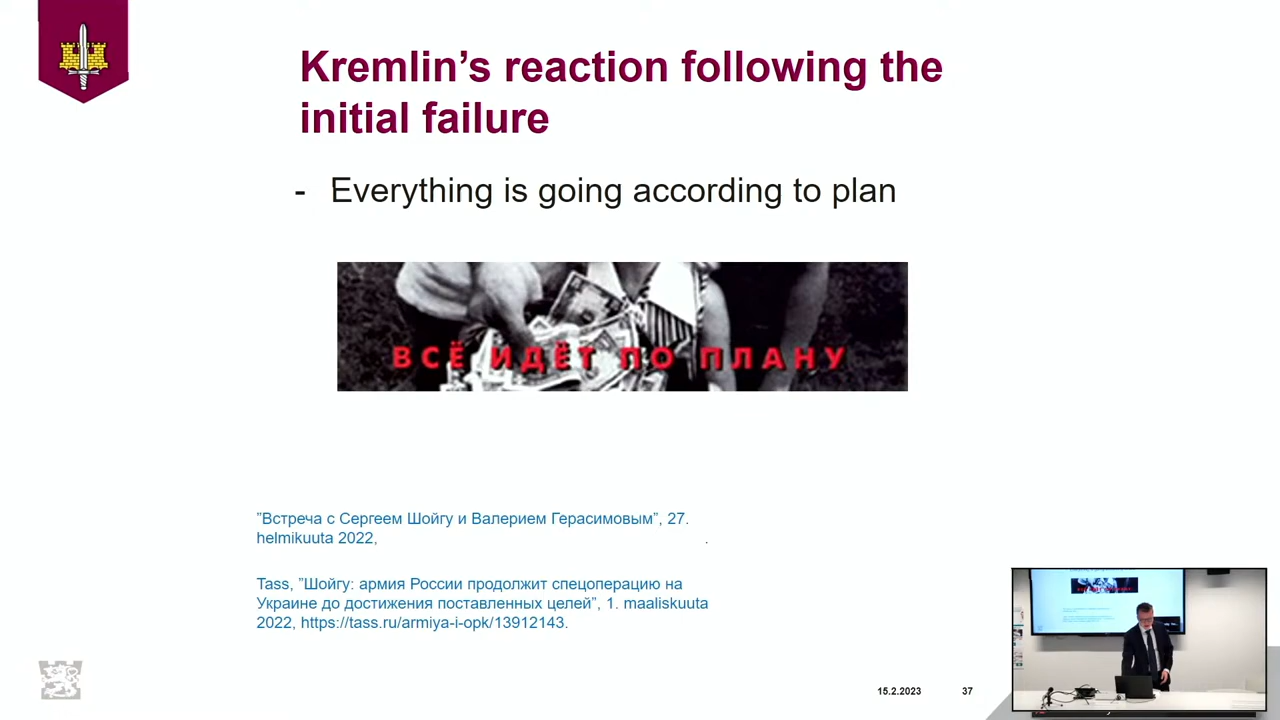 Kremlin’s reaction following the
initial failure
- Everything is going according to plan
ВСЁ ИДЁТ ПО ПЛАНУ
”Встреча с Сергеем Шойгу и Валерием Герасимовым”, 27.
helmikuuta 2022, .
Tass, ”Шойгу: армия России продолжит спецоперацию на
Украине до достижения поставленных целей”, 1. maaliskuuta
2022, https://tass.ru/armiya-i-opk/13912143.
15.2.2023 37